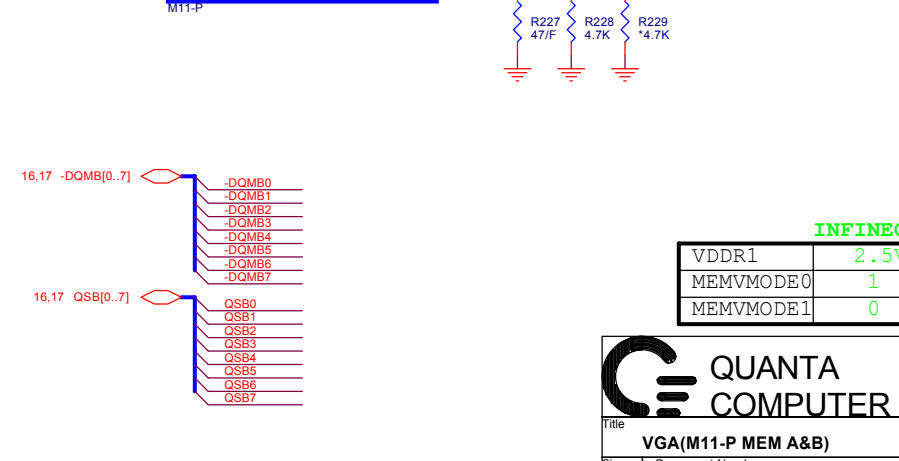 M11-P
R227 R228 R229
47/F 4.7K *4.7K
16,17 -DQMB[0..7]
-DQMB0
-DQMB1
-DQMB2
-DQMB3
-DQMB4
-DQMB5
-DQMB6
-DQMB7
16,17 QSB[0..7]
QSB0
QSB1
QSB2
QSB3
QSB4
QSB5
QSB6
QSB7
VDDR1 2.5V
MEMVMODE0 1
MEMVMODE1 0
QUANTA
COMPUTER
Title
VGA(M11-P MEM A&B)